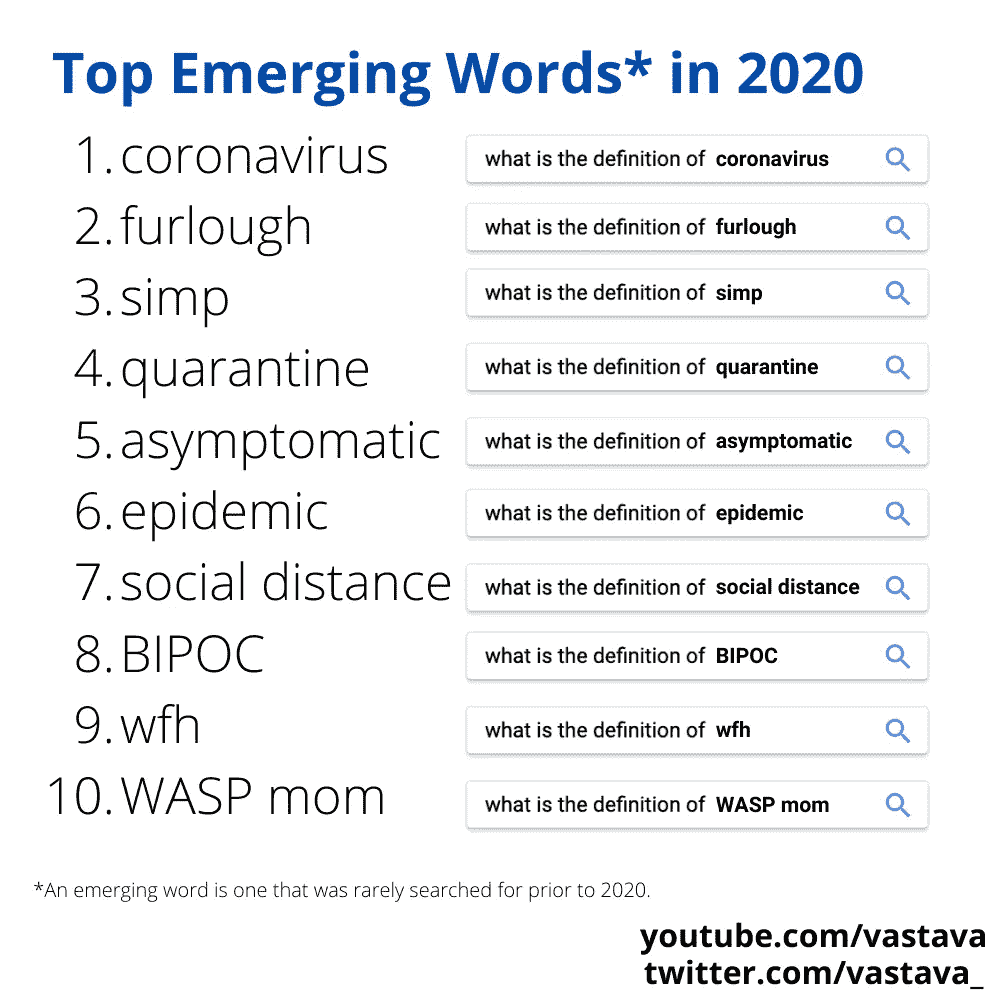 Top Emerging Words* in 2020
1. coronavirus
what is the definition of coronavirus
2. furlough
what is the definition of furlough
3. simp
what is the definition of simp
4. quarantine
what is the definition of quarantine
5. asymptomatic
what is the definition of asymptomatic
6. epidemic
what is the definition of epidemic
7. social distance
what is the definition of social distance
8. BIPOC
what is the definition of BIPOC
9. wfh
what is the definition of wfh
10. WASP mom
what is the definition of WASP mom
*An emerging word is one that was rarely searched for prior to 2020.
youtube.com/vastava
twitter.com/vastava_